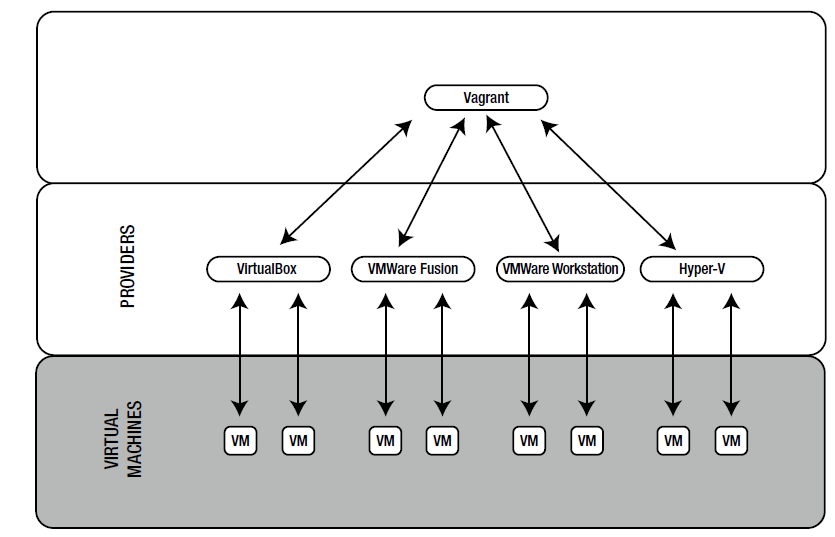 Vagrant
PROVIDERS
VirtualBox
VMWare Fusion
VMWare Workstation
Hyper-V
VIRTUAL
MACHINES
VM
VM
VM
VM
VM
VM
VM
VM